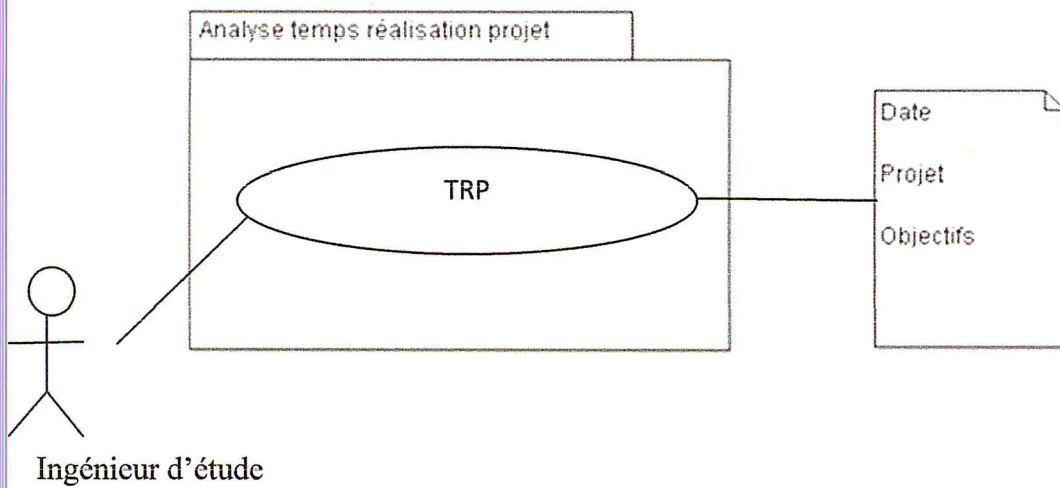 Analyse temps réalisation projet
TRP
Date
Projet
Objectifs
Ingénieur d'étude